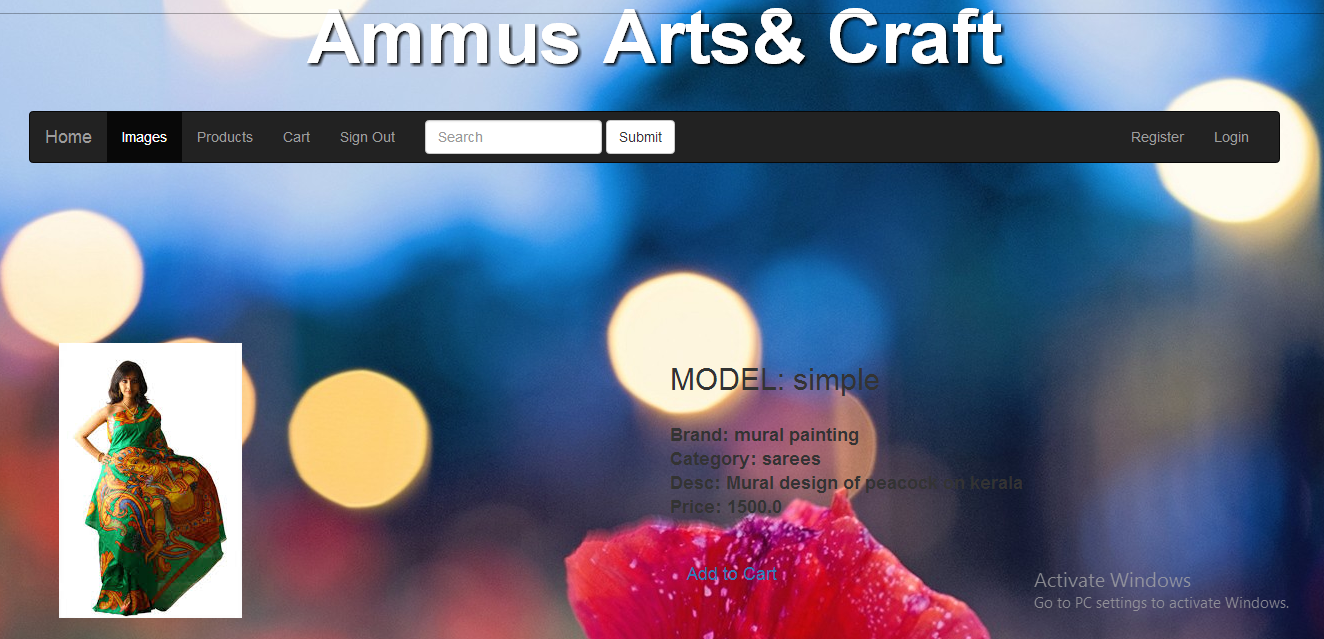 Ammus Arts& Craft
Home Images Products Cart Sign Out Search Submit Register Login
MODEL: simple
Brand: mural painting
Category: sarees
Desc: Mural design of peacock on kerala
Price: 1500.0
Add to Cart
Activate Windows
Go to PC settings to activate Windows.